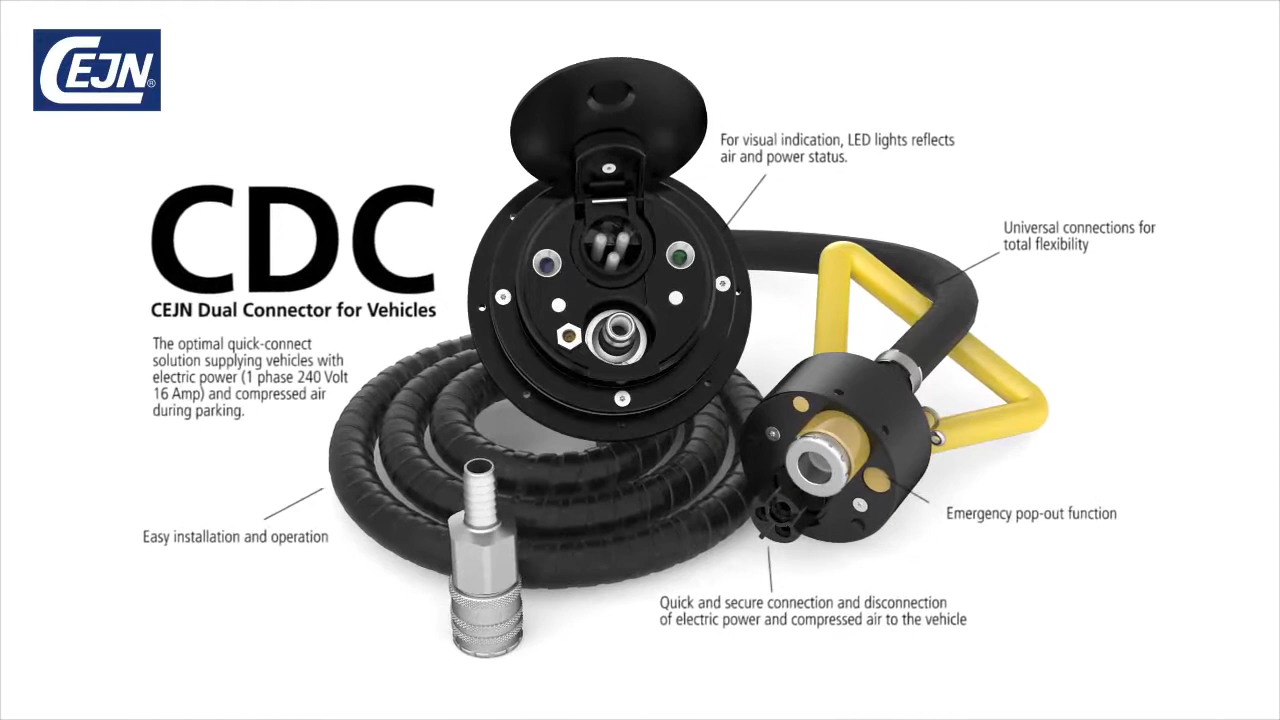 CEJN®
For visual indication, LED lights reflects
air and power status.
CDC
CEJN Dual Connector for Vehicles
Universal connections for
total flexibility
The optimal quick-connect
solution supplying vehicles with
electric power (1 phase 240 Volt
16 Amp) and compressed air
during parking.
Easy installation and operation
Emergency pop-out function
Quick and secure connection and disconnection
of electric power and compressed air to the vehicle